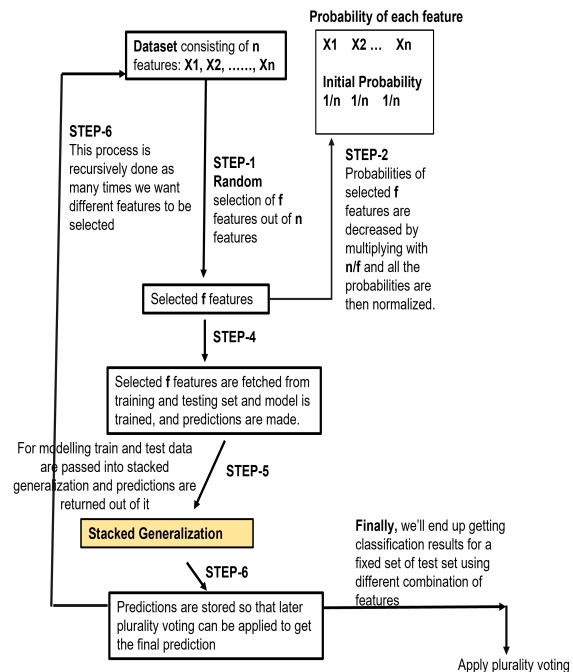 Probability of each feature
Dataset consisting of n
features: X1, X2, ......, Xn
X1 X2 ... Xn
Initial Probability
1/n 1/n 1/n
STEP-6
This process is
recursively done as
many times we want
different features to be
selected
STEP-1
Random
selection of f
features out of n
features
STEP-2
Probabilities of
selected f
features are
decreased by
multiplying with
n/f and all the
probabilities are
then normalized.
Selected f features
STEP-4
Selected f features are fetched from
training and testing set and model is
trained, and predictions are made.
For modelling train and test data
are passed into stacked
generalization and predictions are
returned out of it
STEP-5
Stacked Generalization
STEP-6
Finally, we'll end up getting
classification results for a
fixed set of test set using
different combination of
features
Predictions are stored so that later
plurality voting can be applied to get
the final prediction
Apply plurality voting